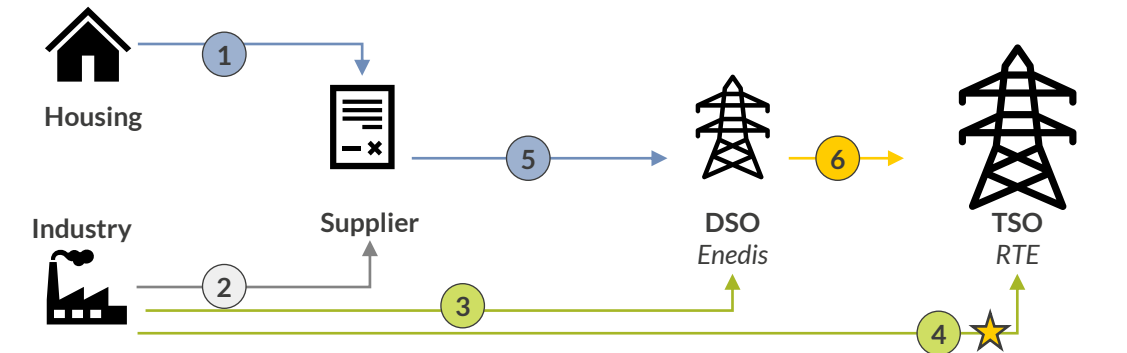 1
Housing
5
6
Industry
Supplier
DSO
Enedis
TSO
RTE
2
3
4